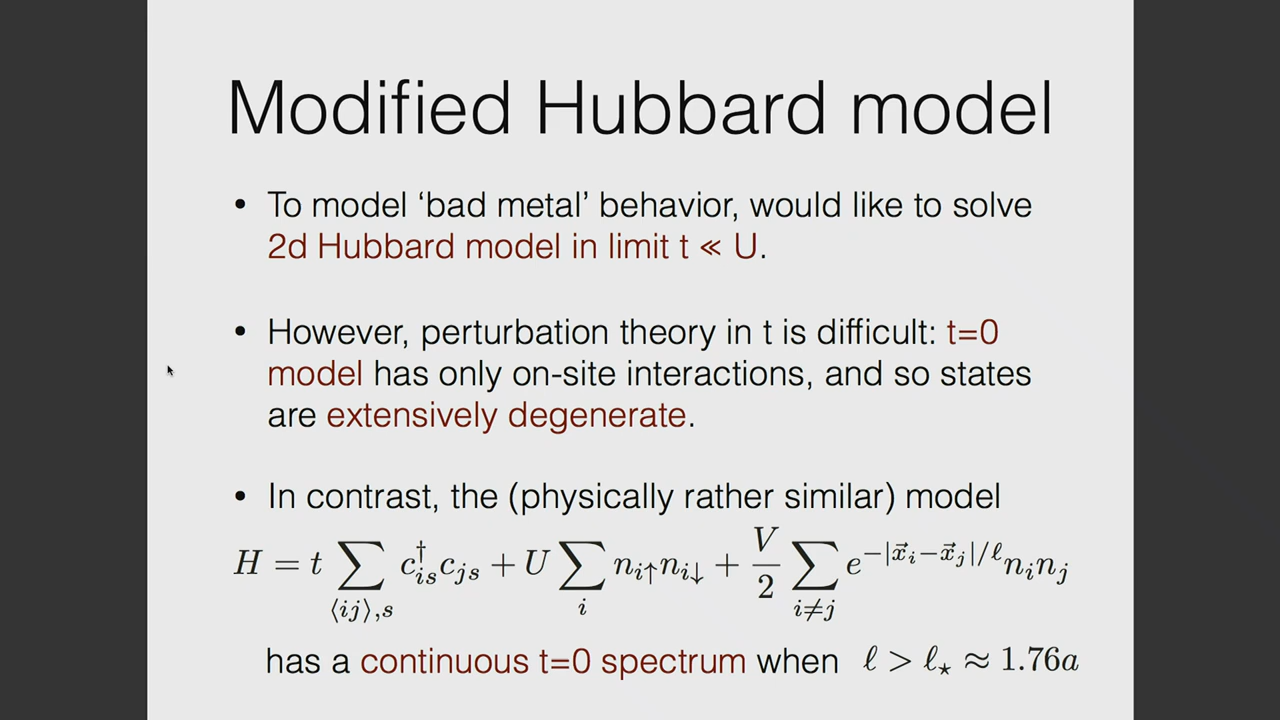 Modified Hubbard model
• To model ‘bad metal’ behavior, would like to solve
2d Hubbard model in limit t ≪ U.
• However, perturbation theory in t is difficult: t=0
model has only on-site interactions, and so states
are extensively degenerate.
• In contrast, the (physically rather similar) model
H = t ∑_{⟨ij⟩,s} c†_{is} c_{js} + U ∑_i n_{i↑} n_{i↓} + V/2 ∑_{i≠j} e^{−|x⃗_i−x⃗_j|/ℓ} n_i n_j
has a continuous t=0 spectrum when ℓ > ℓ⋆ ≈ 1.76a